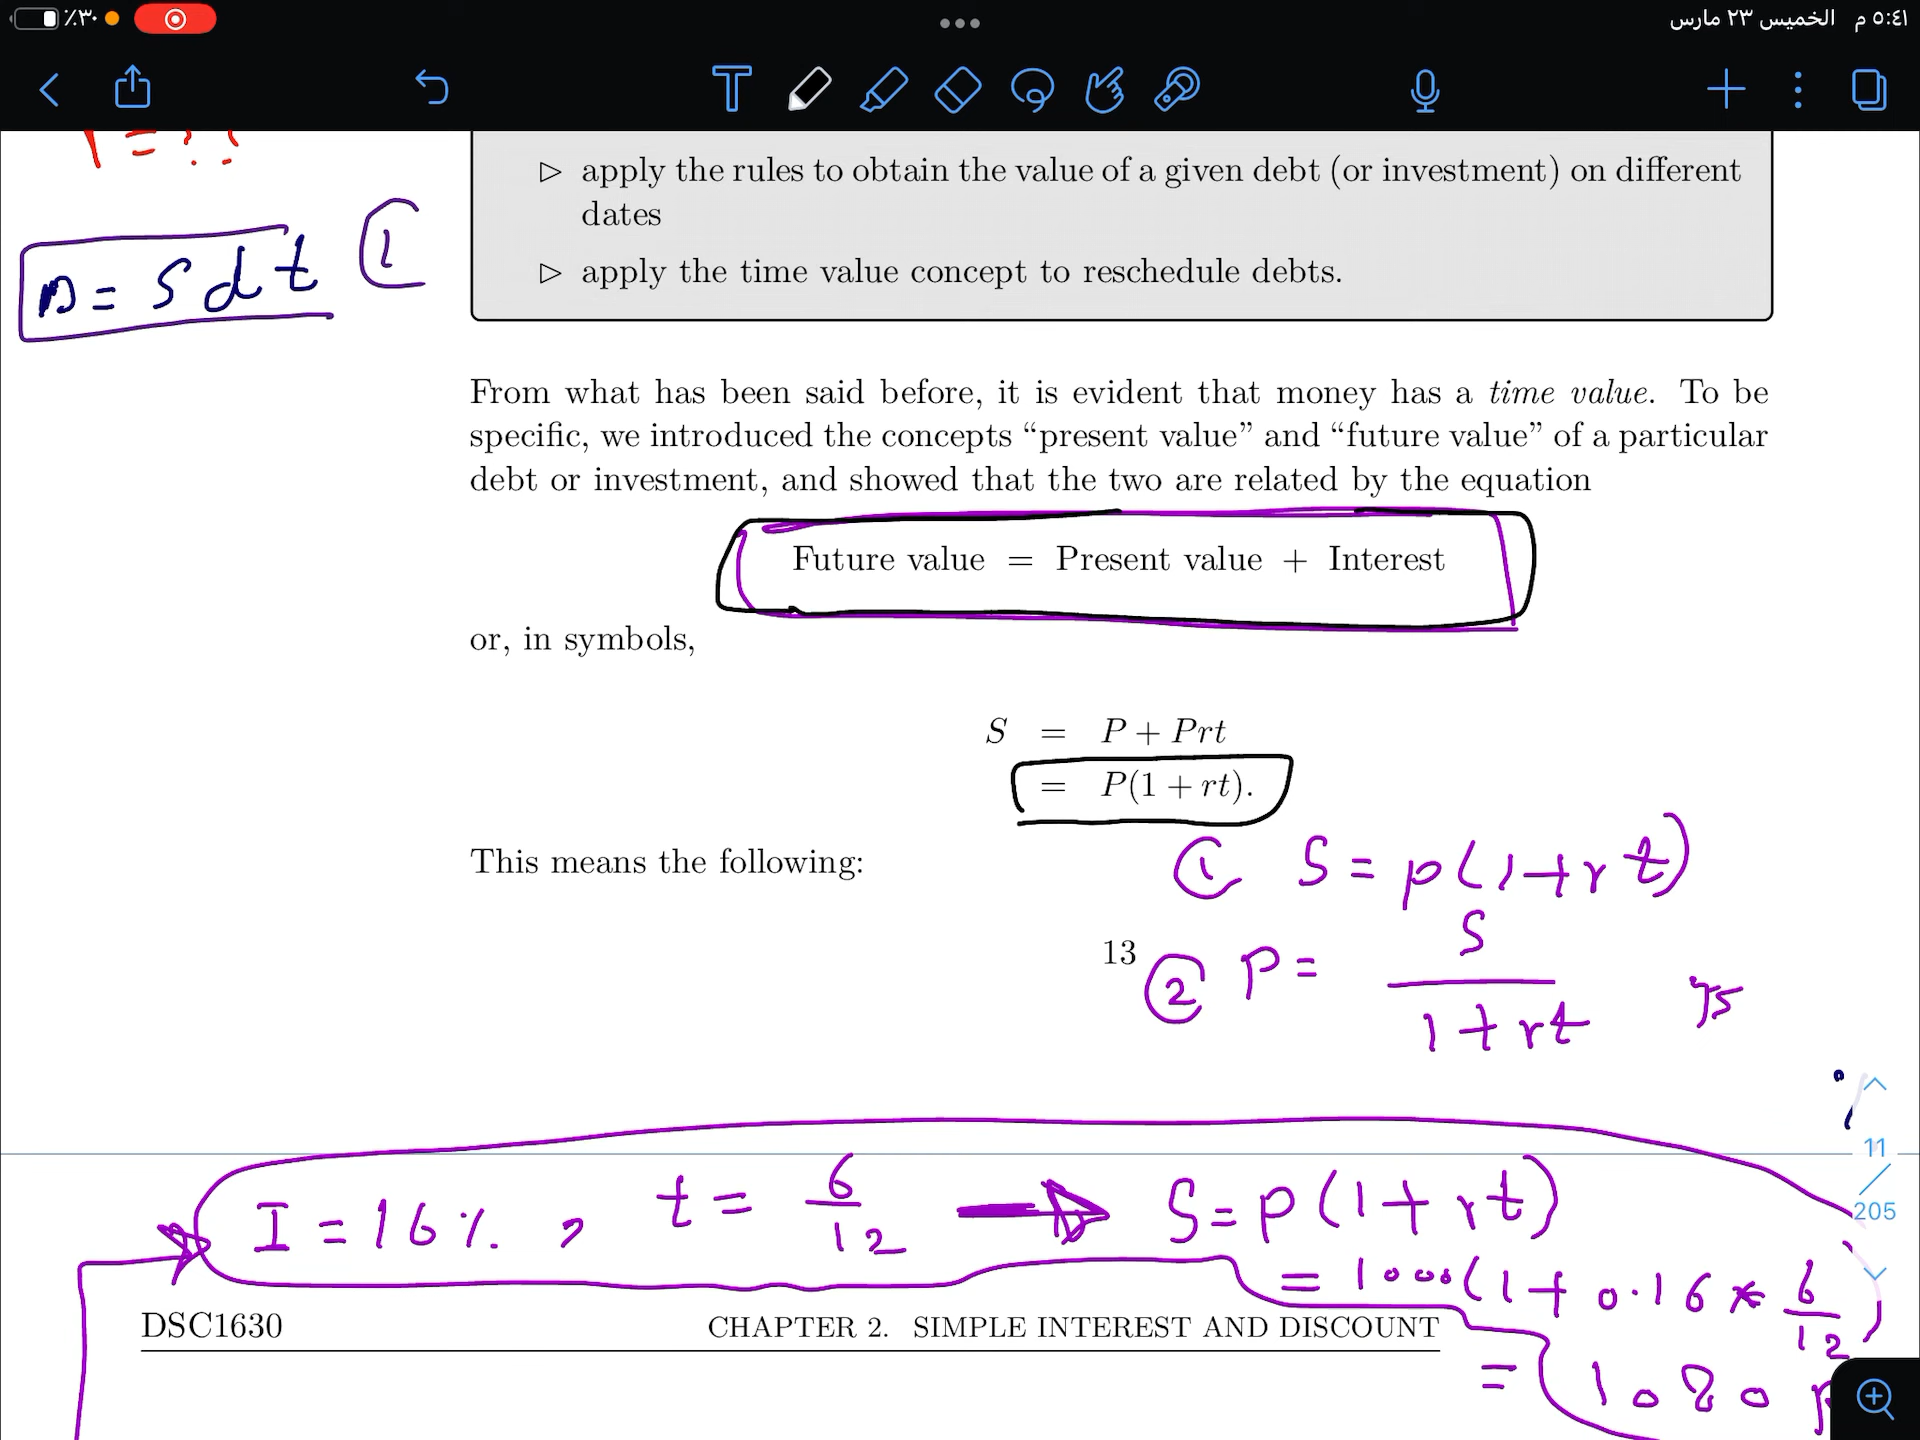 ٪٣٠
٥:٤١ م الخميس ٢٣ مارس
▷ apply the rules to obtain the value of a given debt (or investment) on different
dates
▷ apply the time value concept to reschedule debts.
D = S d t ①
From what has been said before, it is evident that money has a time value. To be
specific, we introduced the concepts “present value” and “future value” of a particular
debt or investment, and showed that the two are related by the equation
Future value = Present value + Interest
or, in symbols,
S = P + Prt
= P(1 + rt).
This means the following:
① S = p(1+rt)
13
② P = S / 1+rt
11
205
I = 16%, t = 6/12 → S = p(1+rt)
= 1000(1+0.16*6/12)
= 1080
DSC1630 CHAPTER 2. SIMPLE INTEREST AND DISCOUNT